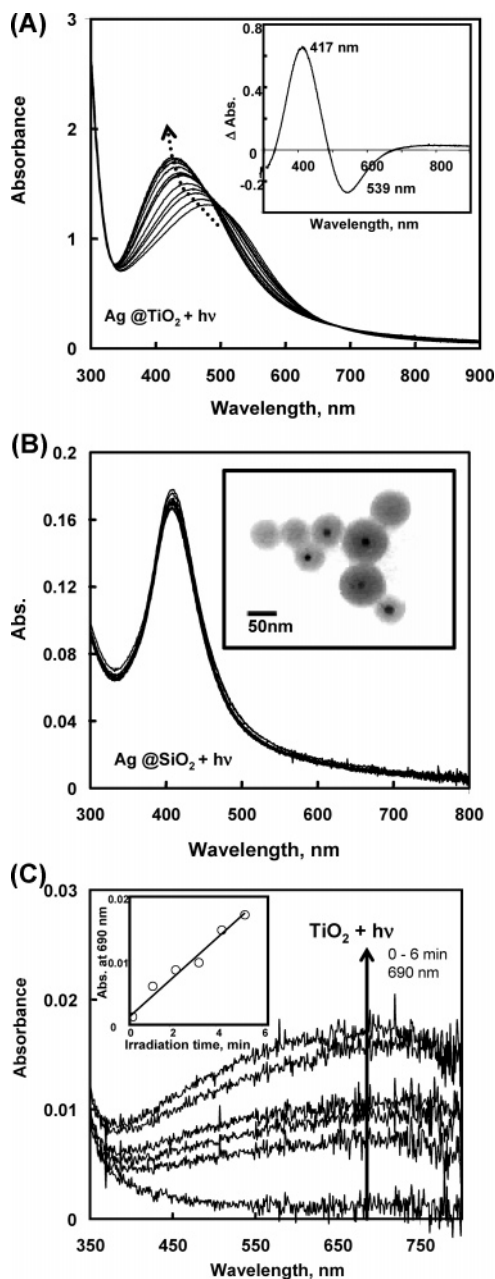 (A)
3
2
1
0
Absorbance
300 400 500 600 700 800 900
Wavelength, nm
Ag @TiO2 + hν
0.8
0.4
0
-0.2
Δ Abs.
417 nm
539 nm
400 600 800
Wavelength, nm
(B)
0.2
0.16
0.12
0.08
0.04
0
Abs.
300 400 500 600 700 800
Wavelength, nm
Ag @SiO2 + hν
50nm
(C)
0.03
0.02
0.01
0
Absorbance
350 450 550 650 750
Wavelength, nm
TiO2 + hν
0 - 6 min
690 nm
0.02
0.01
0
Abs. at 690 nm
0 2 4 6
Irradiation time, min